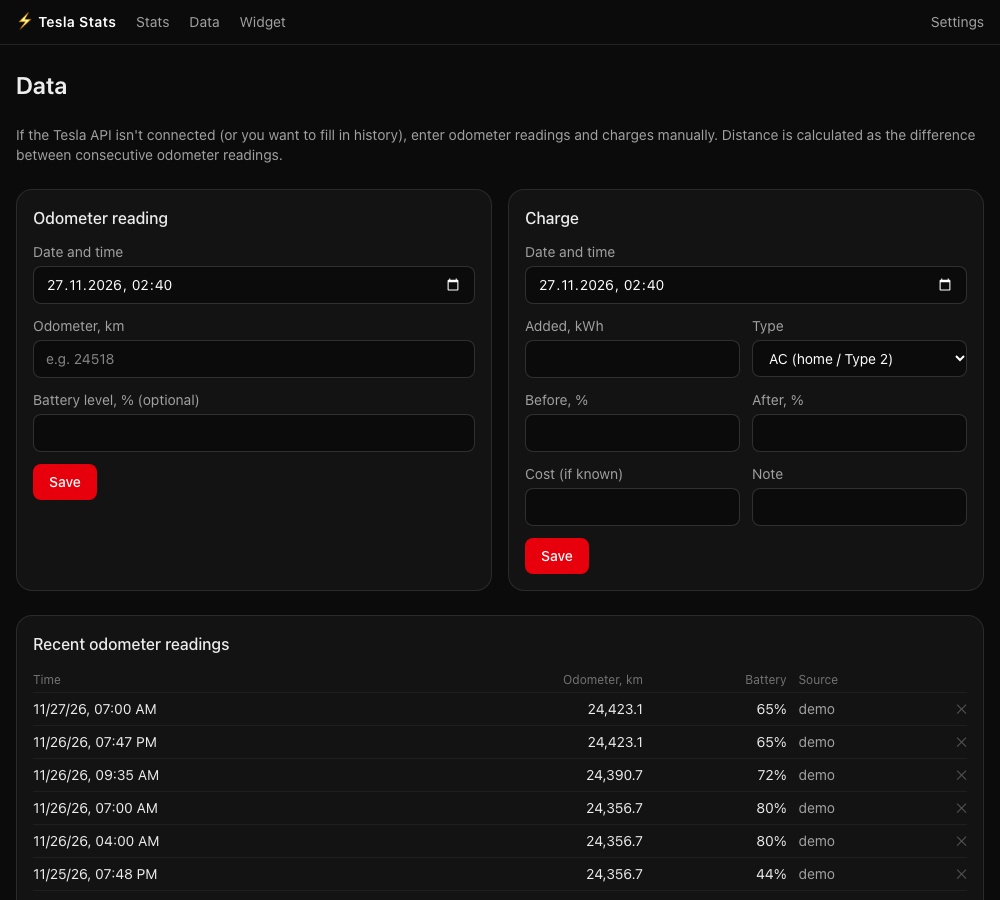 ⚡ Tesla Stats Stats Data Widget Settings
Data
If the Tesla API isn't connected (or you want to fill in history), enter odometer readings and charges manually. Distance is calculated as the difference
between consecutive odometer readings.
Odometer reading
Date and time
27.11.2026, 02:40
Odometer, km
e.g. 24518
Battery level, % (optional)
Save
Charge
Date and time
27.11.2026, 02:40
Added, kWh Type
AC (home / Type 2)
Before, % After, %
Cost (if known) Note
Save
Recent odometer readings
Time Odometer, km Battery Source
11/27/26, 07:00 AM 24,423.1 65% demo ×
11/26/26, 07:47 PM 24,423.1 65% demo ×
11/26/26, 09:35 AM 24,390.7 72% demo ×
11/26/26, 07:00 AM 24,356.7 80% demo ×
11/26/26, 04:00 AM 24,356.7 80% demo ×
11/25/26, 07:48 PM 24,356.7 44% demo ×